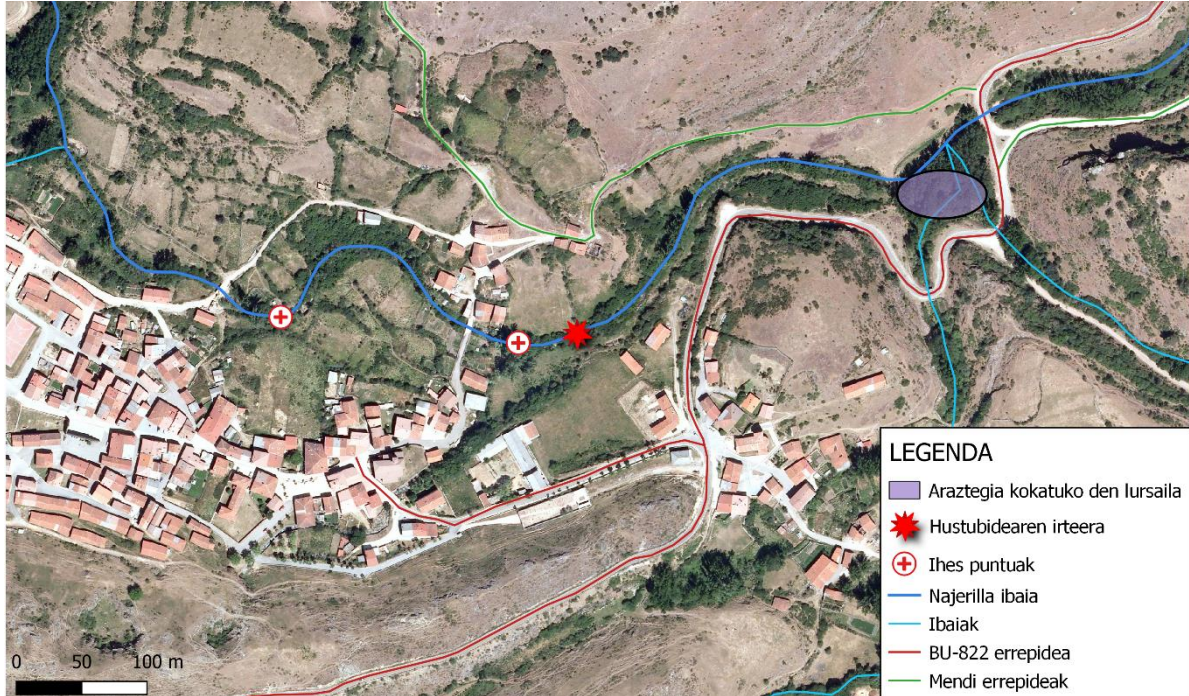 LEGENDA
Araztegia kokatuko den lursaila
Hustubidearen irteera
Ihes puntuak
Najerilla ibaia
Ibaiak
BU-822 errepidea
Mendi errepideak
0 50 100 m